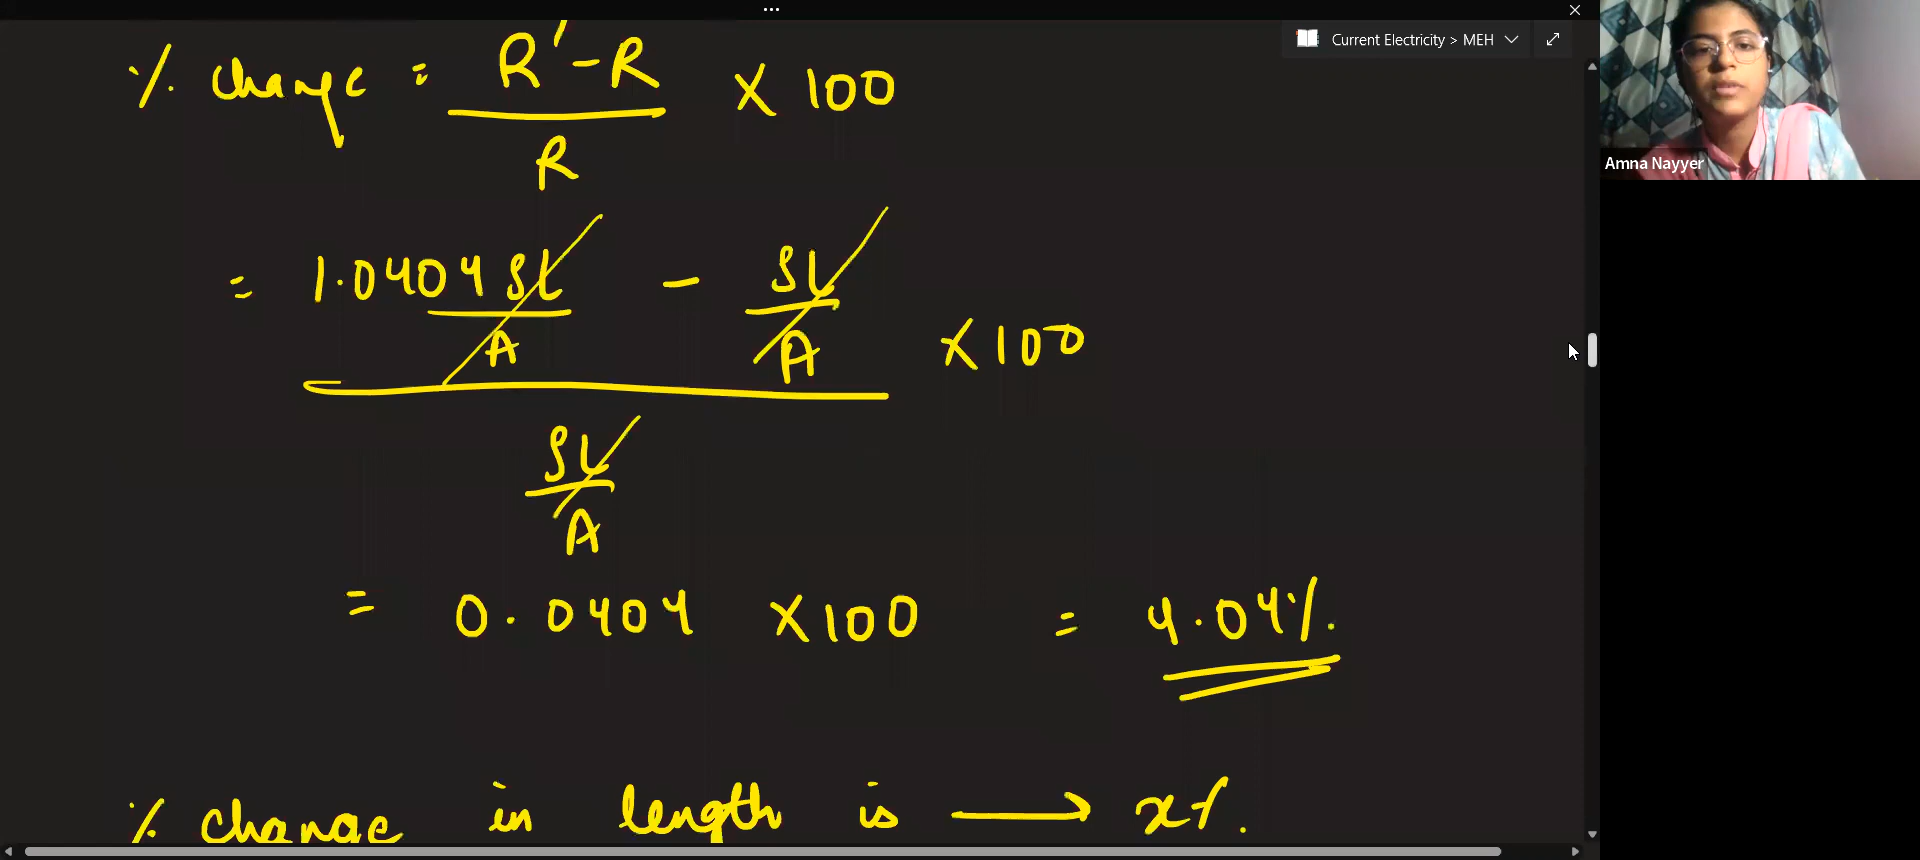 Current Electricity > MEH
% change = R' - R / R × 100
= 1.0404 ρL / A - ρL / A × 100
ρL / A
= 0.0404 × 100 = 4.04%.
% change in length is → x%.
Amna Nayyer